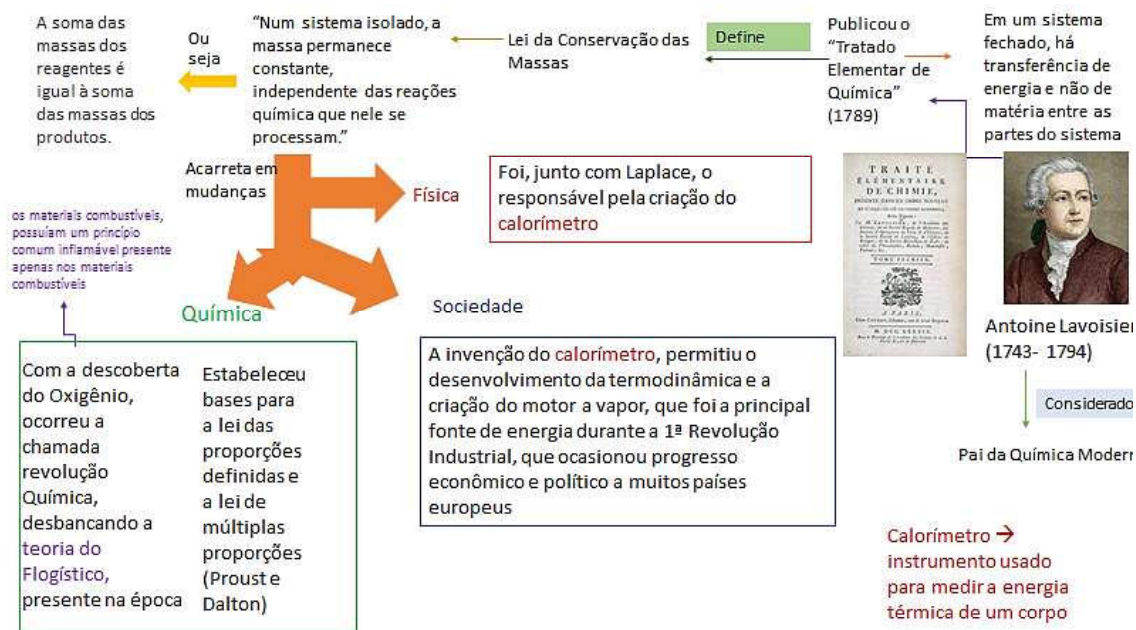 A soma das
massas dos
reagentes é
igual à soma
das massas dos
produtos.
Ou
seja
“Num sistema isolado, a
massa permanece
constante,
independente das reações
química que nele se
processam.”
Lei da Conservação das
Massas
Define
Publicou o
“Tratado
Elementar de
Química”
(1789)
Em um sistema
fechado, há
transferência de
energia e não de
matéria entre as
partes do sistema
Acarreta em
mudanças
Física
Foi, junto com Laplace, o
responsável pela criação do
calorímetro
TRAITÉ
ÉLÉMENTAIRE
DE CHIMIE,
TOME PREMIER.
A PARIS,
os materiais combustíveis,
possuíam um princípio
comum inflamável presente
apenas nos materiais
combustíveis
Química
Sociedade
Antoine Lavoisier
(1743- 1794)
Considerado
Pai da Química Modern
Com a descoberta
do Oxigênio,
ocorreu a
chamada
revolução
Química,
desbancando a
teoria do
Flogístico,
presente na época
Estabeleceu
bases para
a lei das
proporções
definidas e
a lei de
múltiplas
proporções
(Proust e
Dalton)
A invenção do calorímetro, permitiu o
desenvolvimento da termodinâmica e a
criação do motor a vapor, que foi a principal
fonte de energia durante a 1ª Revolução
Industrial, que ocasionou progresso
econômico e político a muitos países
europeus
Calorímetro →
instrumento usado
para medir a energia
térmica de um corpo